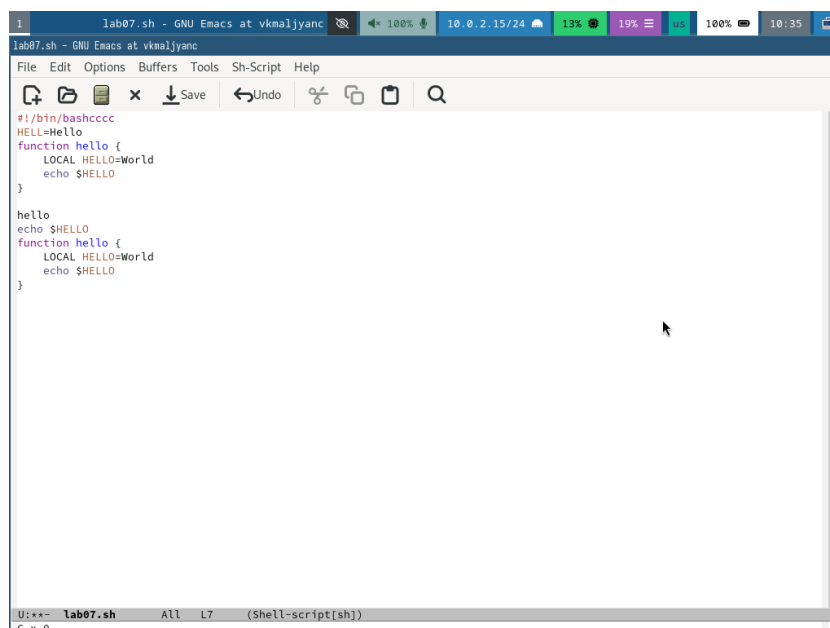 1 lab07.sh - GNU Emacs at vkmaljyanc 100% 10.0.2.15/24 13% 19% us 100% 10:35
lab07.sh - GNU Emacs at vkmaljyanc
File Edit Options Buffers Tools Sh-Script Help
Save Undo
#!/bin/bashcccc
HELL=Hello
function hello {
    LOCAL HELLO=World
    echo $HELLO
}
hello
echo $HELLO
function hello {
    LOCAL HELLO=World
    echo $HELLO
}
U:**- lab07.sh All L7 (Shell-script[sh])